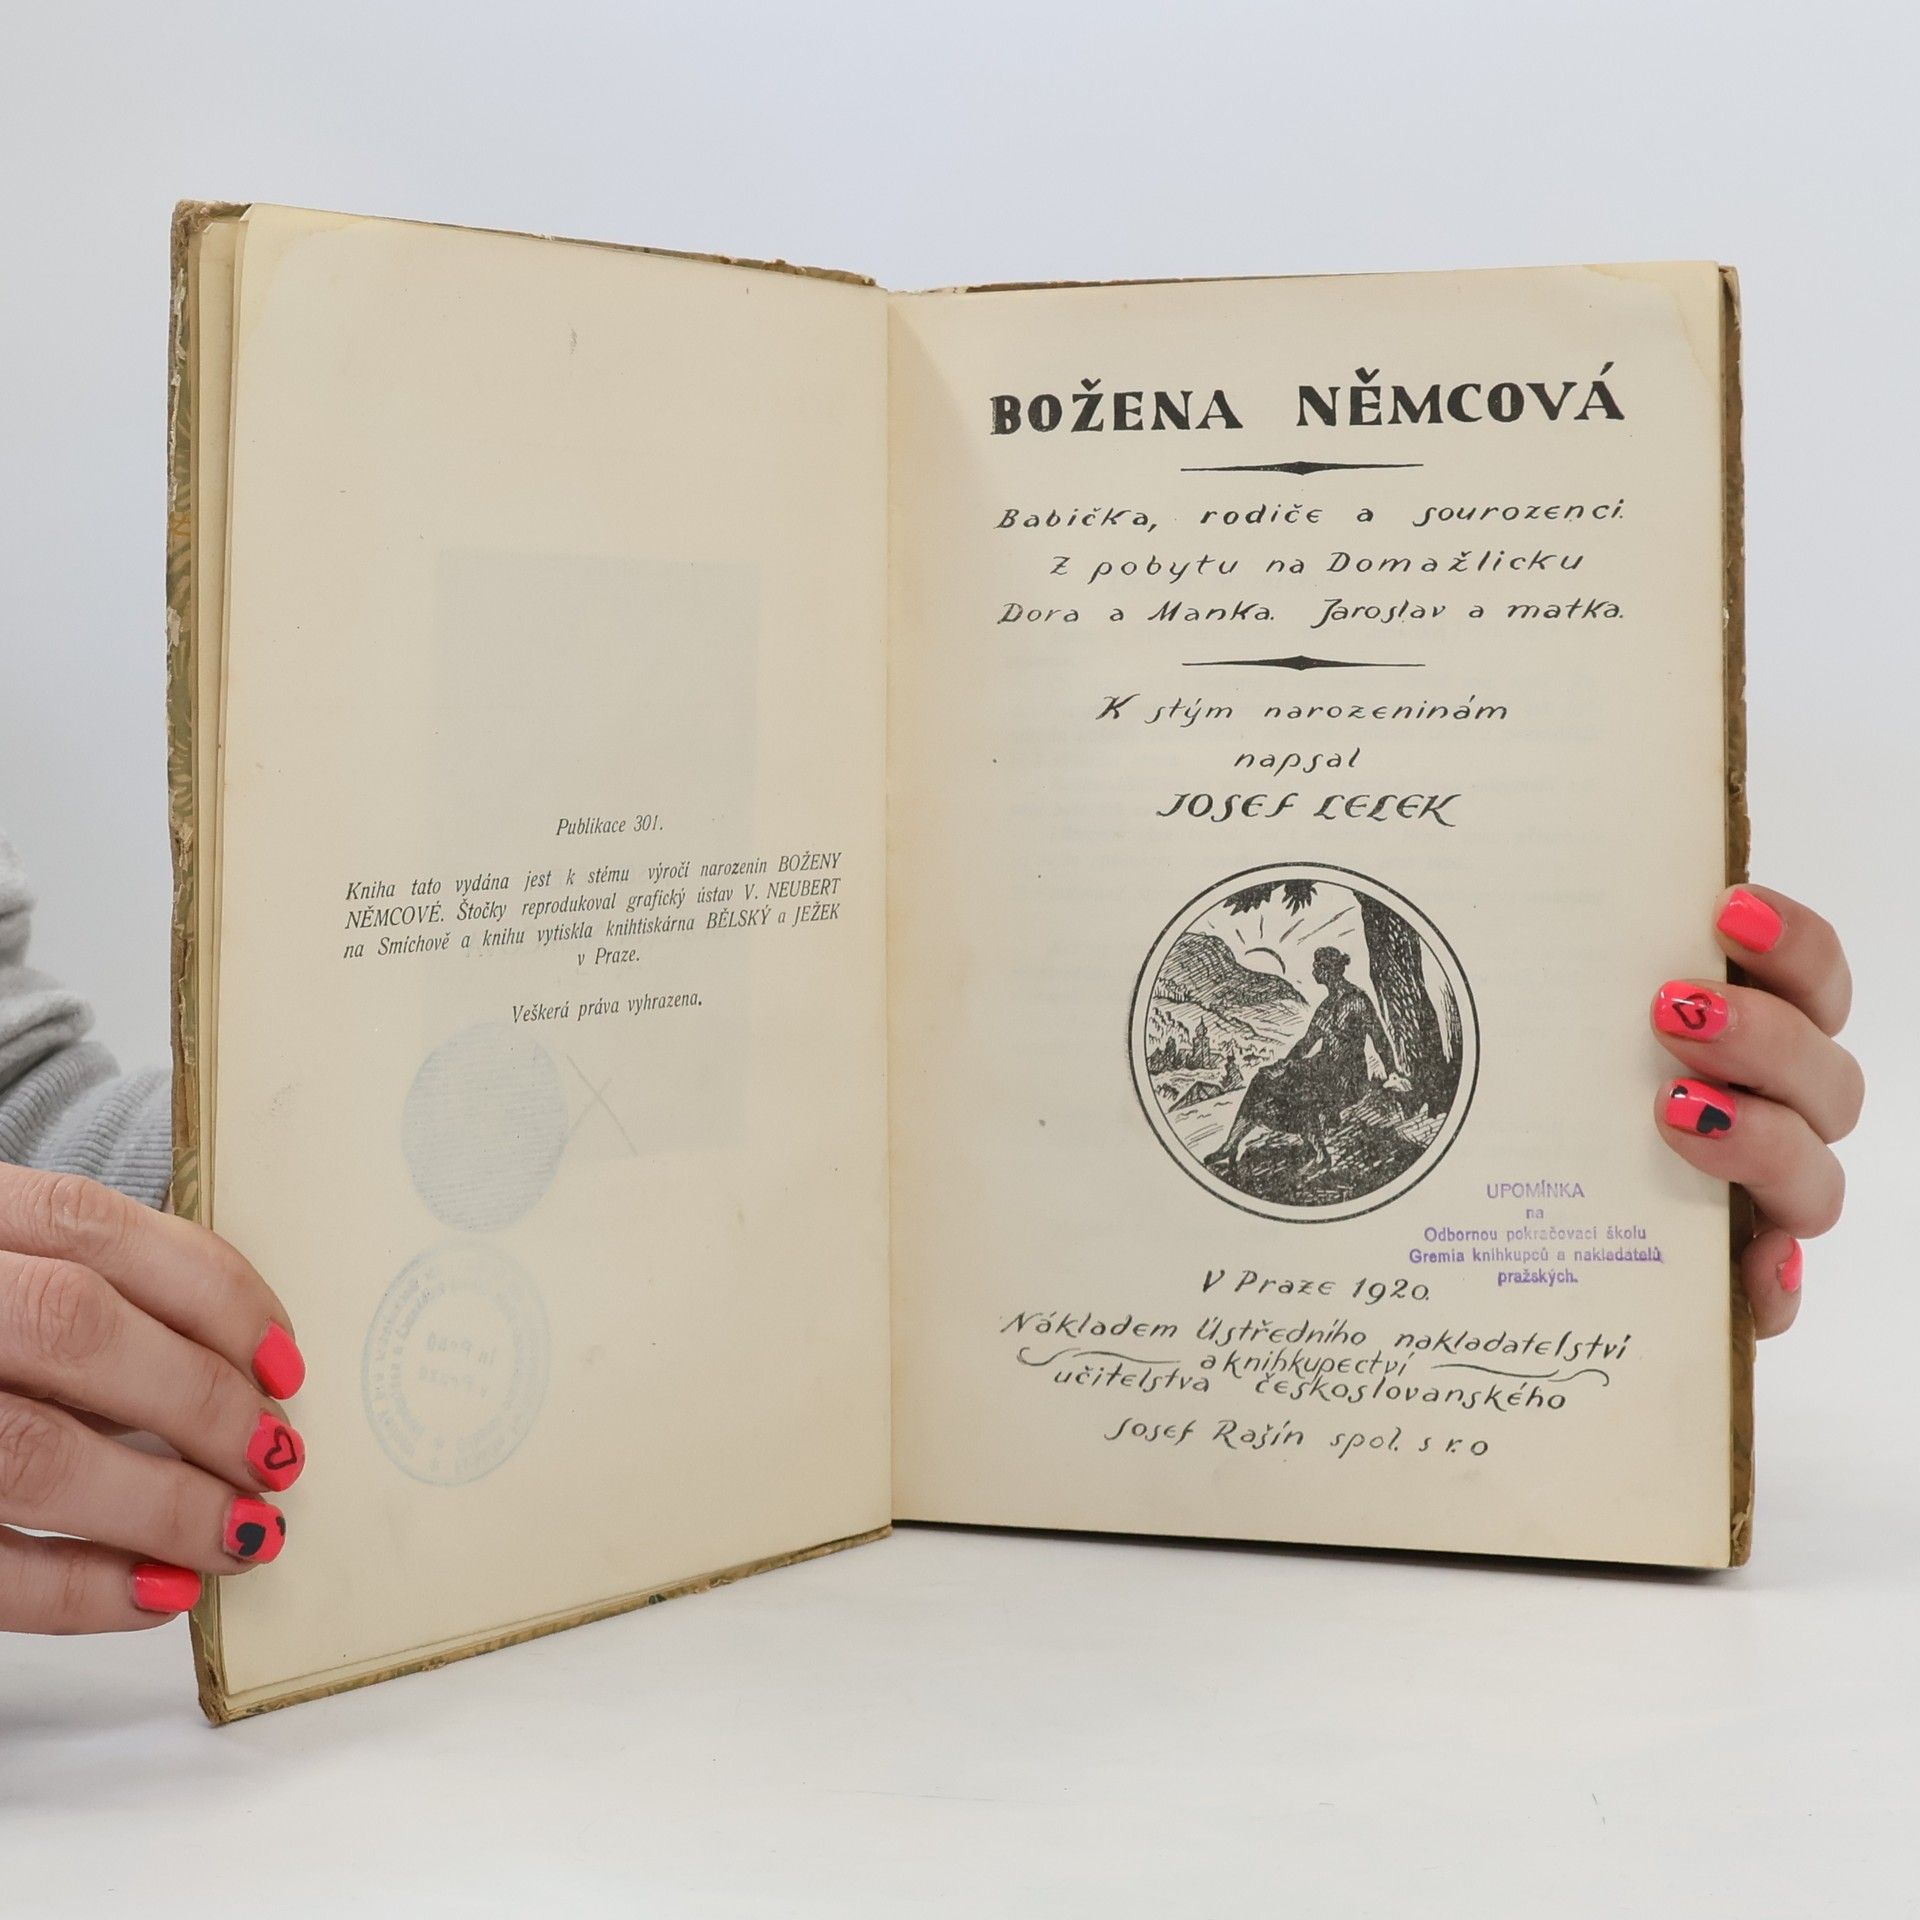 Publikace 301.
Kniha tato vydána jest k stému výročí narozenin BOŽENY
NĚMCOVÉ. Štočky reprodukoval grafický ústav V. NEUBERT
na Smíchově a knihu vytiskla knihtiskárna BĚLSKÝ a JEŽEK
v Praze.
Veškerá práva vyhrazena.
BOŽENA NĚMCOVÁ
Babička, rodiče a sourozenci.
Z pobytu na Domažlicku
Dora a Manka. Jaroslav a matka.
K stým narozeninám
napsal
JOSEF LELEK
UPOMÍNKA
na
Odbornou pokračovací školu
Gremia knihkupců a nakladatelů
pražských.
V Praze 1920.
Nákladem Ústředního nakladatelství
a knihkupectví
učitelstva českoslovanského
Josef Rašín spol. s r. o